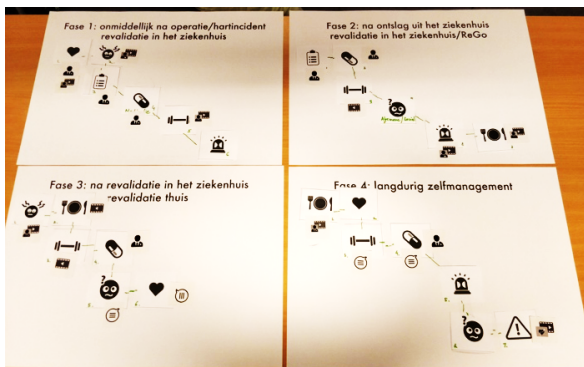 Fase 1: onmiddellijk na operatie/hartincident
revalidatie in het ziekenhuis
Fase 2: na ontslag uit het ziekenhuis
revalidatie in het ziekenhuis/ReGo
?
Fase 3: na revalidatie in het ziekenhuis
revalidatie thuis
?
Fase 4: langdurig zelfmanagement
?